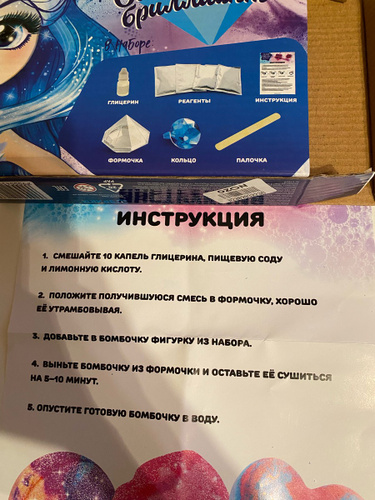 бриллиант
В Наборе
ГЛИЦЕРИН
РЕАГЕНТЫ
ИНСТРУКЦИЯ
ФОРМОЧКА
КОЛЬЦО
ПАЛОЧКА
OZON
ИНСТРУКЦИЯ
1. СМЕШАЙТЕ 10 КАПЕЛЬ ГЛИЦЕРИНА, ПИЩЕВУЮ СОДУ
И ЛИМОННУЮ КИСЛОТУ.
2. ПОЛОЖИТЕ ПОЛУЧИВШУЮСЯ СМЕСЬ В ФОРМОЧКУ, ХОРОШО
ЕЁ УТРАМБОВЫВАЯ.
3. ДОБАВЬТЕ В БОМБОЧКУ ФИГУРКУ ИЗ НАБОРА.
4. ВЫНЬТЕ БОМБОЧКУ ИЗ ФОРМОЧКИ И ОСТАВЬТЕ ЕЁ СУШИТЬСЯ
НА 5–10 МИНУТ.
5. ОПУСТИТЕ ГОТОВУЮ БОМБОЧКУ В ВОДУ.